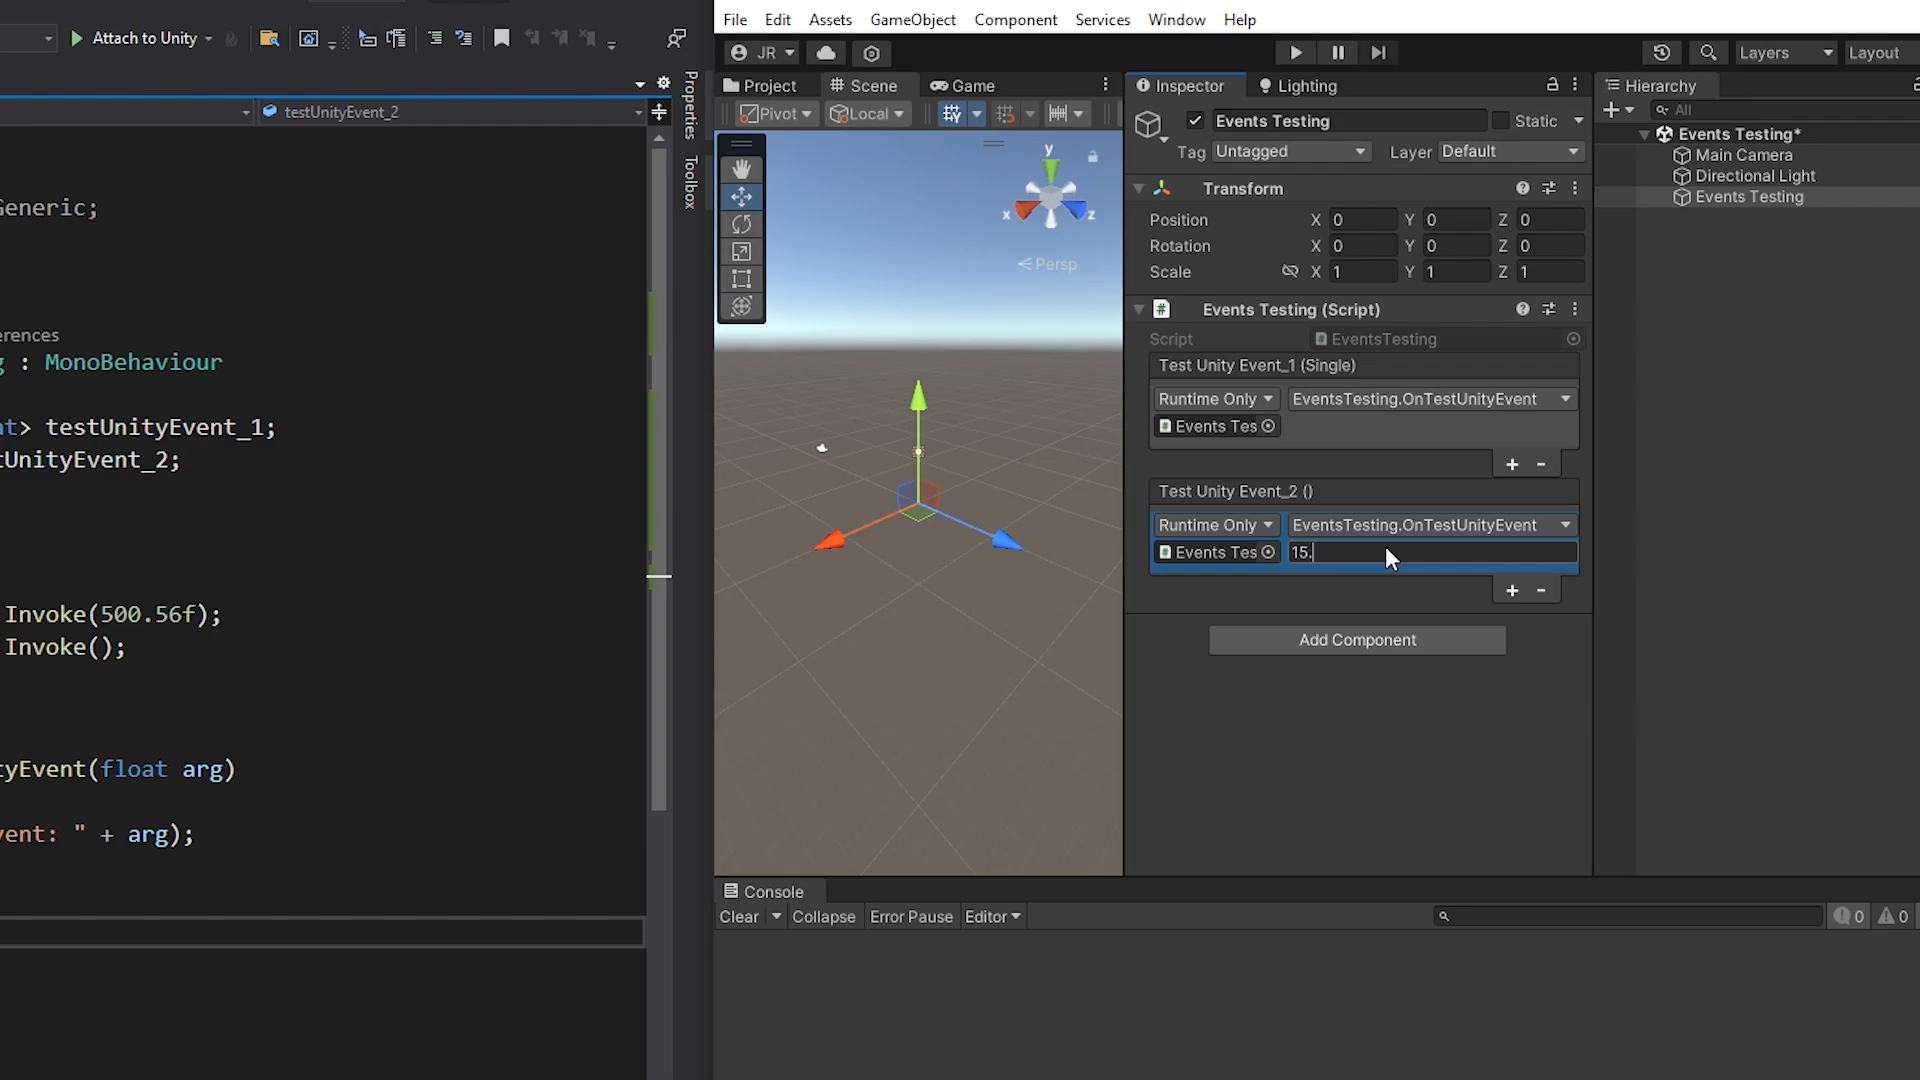 Attach to Unity
testUnityEvent_2
Generic;
erences
g : MonoBehaviour
at> testUnityEvent_1;
tUnityEvent_2;
Invoke(500.56f);
Invoke();
tyEvent(float arg)
vent: " + arg);
Properties
Toolbox
File Edit Assets GameObject Component Services Window Help
JR
Layers Layout
Project Scene Game
Pivot Local
y
x z
Persp
Inspector Lighting
Events Testing Static
Tag Untagged Layer Default
Transform
Position X 0 Y 0 Z 0
Rotation X 0 Y 0 Z 0
Scale X 1 Y 1 Z 1
# Events Testing (Script)
Script EventsTesting
Test Unity Event_1 (Single)
Runtime Only EventsTesting.OnTestUnityEvent
Events Tes
+ -
Test Unity Event_2 ()
Runtime Only EventsTesting.OnTestUnityEvent
Events Tes 15.
+ -
Add Component
Hierarchy
+ All
Events Testing*
Main Camera
Directional Light
Events Testing
Console
Clear Collapse Error Pause Editor 0 0